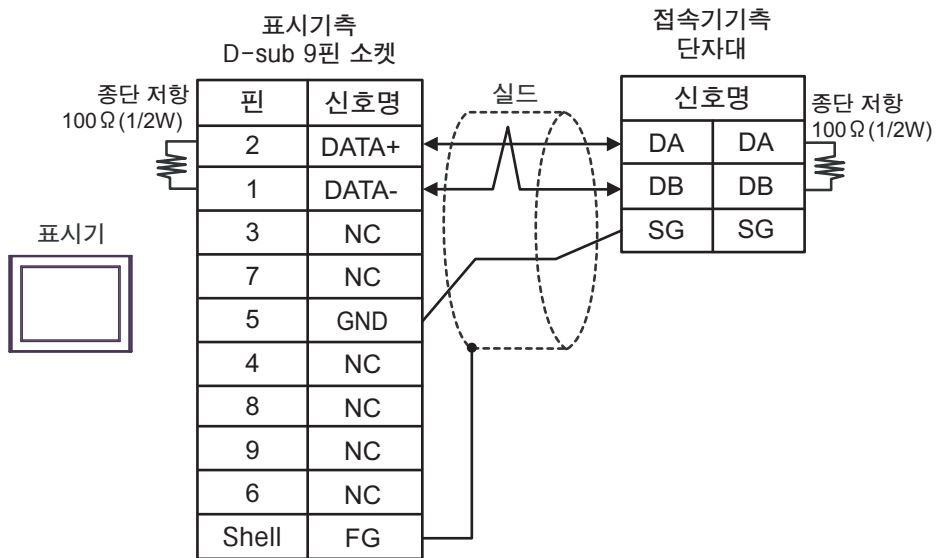 표시기측
D-sub 9핀 소켓
접속기기측
단자대
종단 저항
100Ω(1/2W)
핀 신호명
2 DATA+
1 DATA-
3 NC
7 NC
5 GND
4 NC
8 NC
9 NC
6 NC
Shell FG
표시기
실드
신호명
DA DA
DB DB
SG SG
종단 저항
100Ω(1/2W)